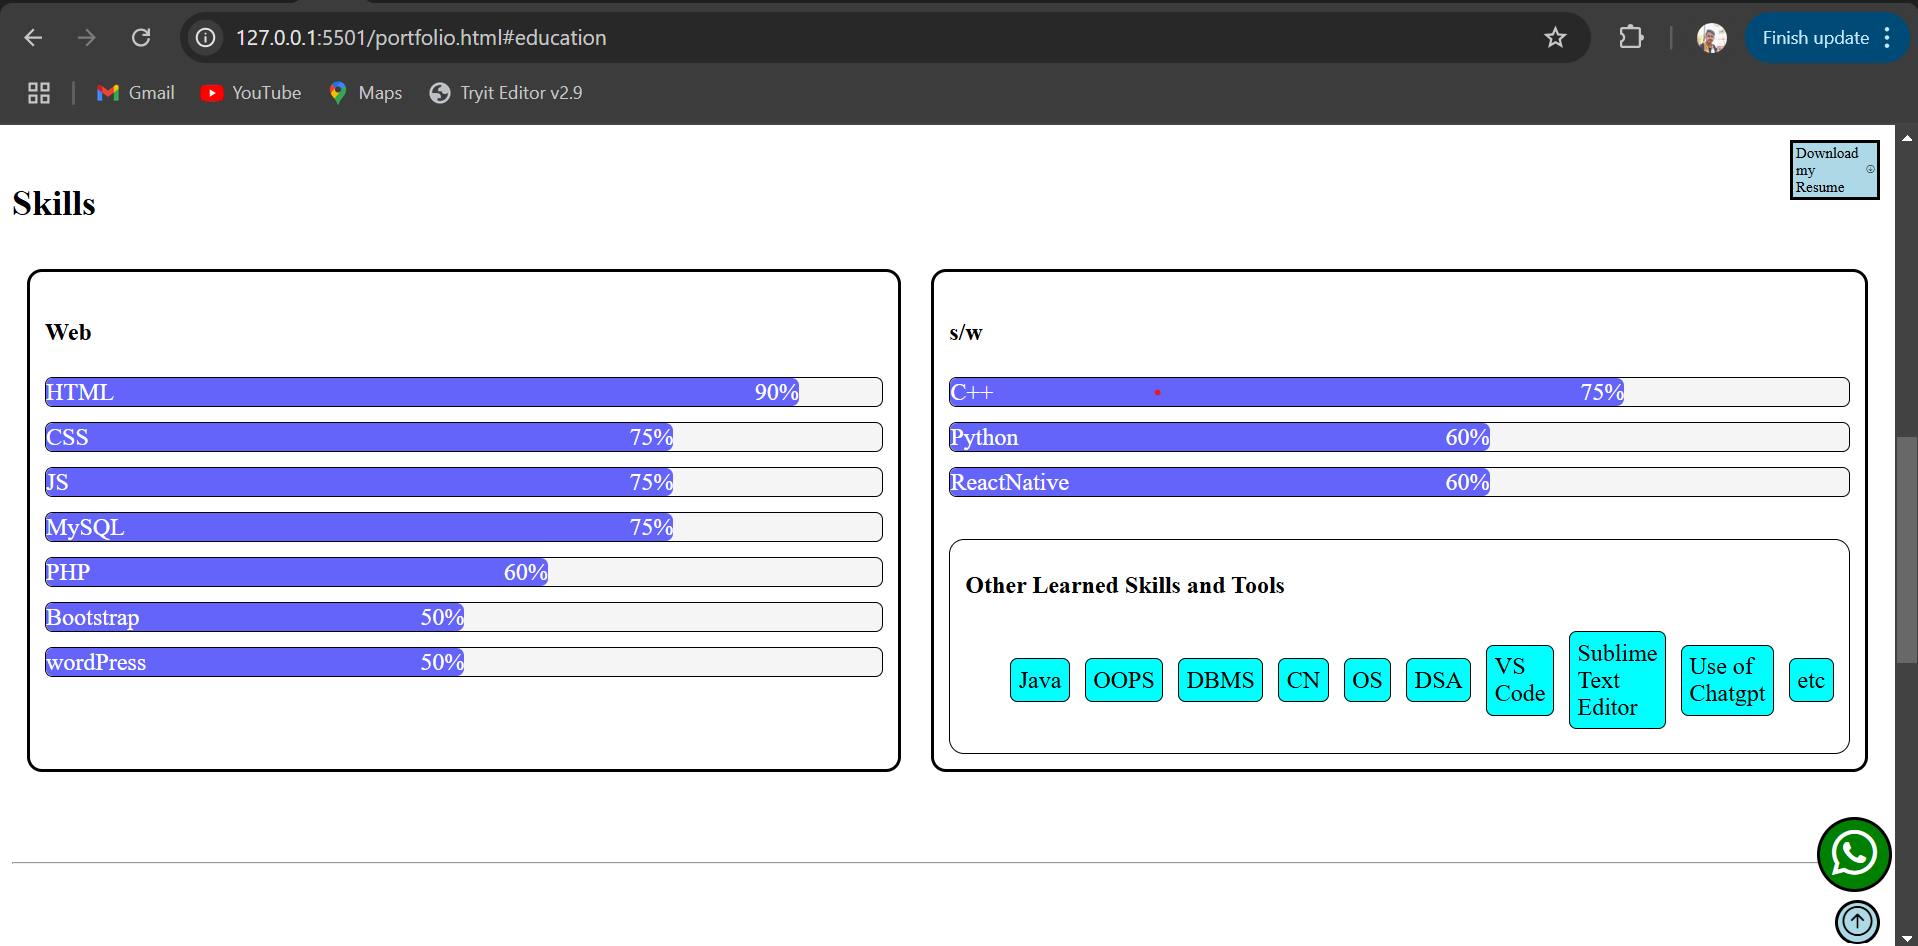 127.0.0.1:5501/portfolio.html#education
Finish update
Gmail
YouTube
Maps
Tryit Editor v2.9
Download
my
Resume
Skills
Web
HTML 90%
CSS 75%
JS 75%
MySQL 75%
PHP 60%
Bootstrap 50%
wordPress 50%
s/w
C++ 75%
Python 60%
ReactNative 60%
Other Learned Skills and Tools
Java
OOPS
DBMS
CN
OS
DSA
VS
Code
Sublime
Text
Editor
Use of
Chatgpt
etc